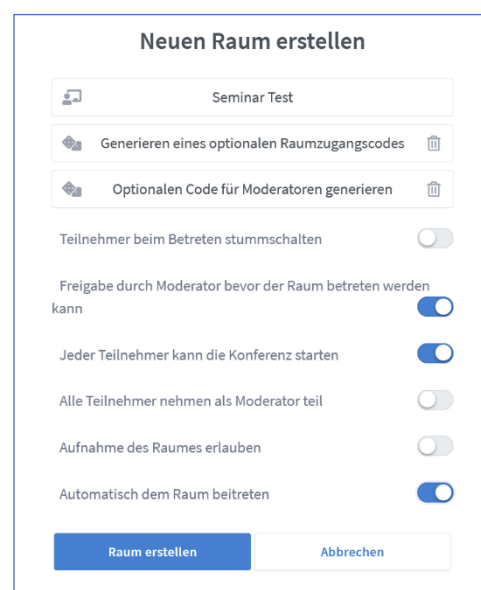 Neuen Raum erstellen
Seminar Test
Generieren eines optionalen Raumzugangscodes
Optionalen Code für Moderatoren generieren
Teilnehmer beim Betreten stummschalten
Freigabe durch Moderator bevor der Raum betreten werden
kann
Jeder Teilnehmer kann die Konferenz starten
Alle Teilnehmer nehmen als Moderator teil
Aufnahme des Raumes erlauben
Automatisch dem Raum beitreten
Raum erstellen Abbrechen